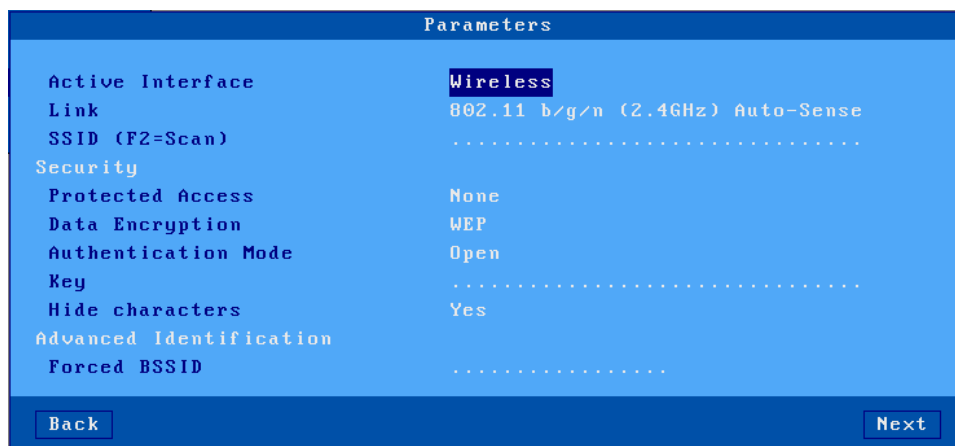 Parameters
Active Interface Wireless
Link 802.11 b/g/n (2.4GHz) Auto-Sense
SSID (F2=Scan) ................................
Security
Protected Access None
Data Encryption WEP
Authentication Mode Open
Key ................................
Hide characters Yes
Advanced Identification
Forced BSSID .................
Back Next